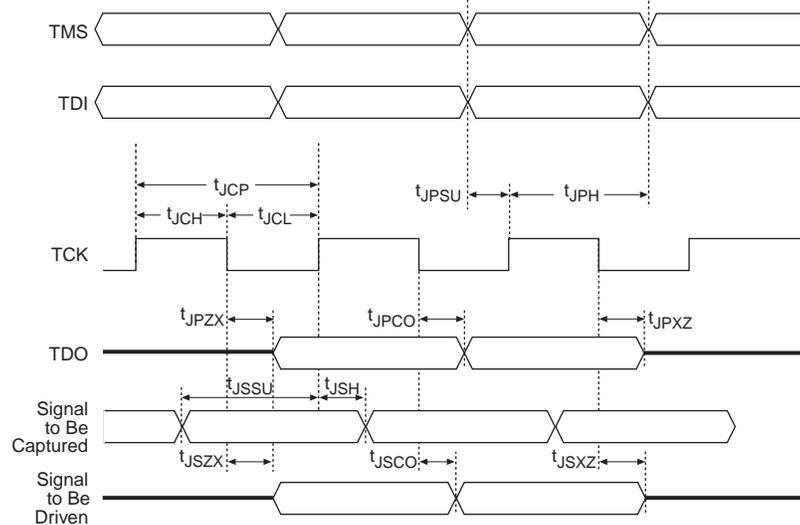 TMS
TDI
tJCP
tJPSU
tJPH
tJCH
tJCL
TCK
tJPZX
tJPCO
tJPXZ
TDO
tJSSU
tJSH
Signal
to Be
Captured
tJSZX
tJSCO
tJSXZ
Signal
to Be
Driven